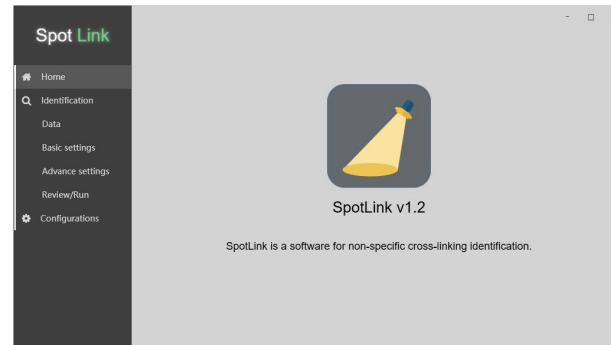 Spot Link
Home
Identification
Data
Basic settings
Advance settings
Review/Run
Configurations
SpotLink v1.2
SpotLink is a software for non-specific cross-linking identification.